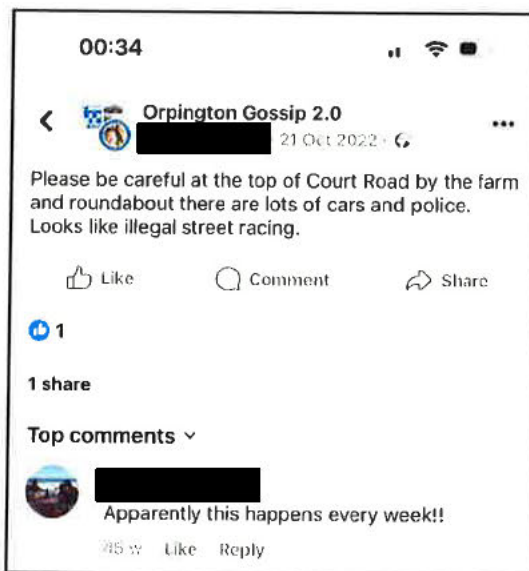 00:34
Orpington Gossip 2.0
21 Oct 2022 ·
Please be careful at the top of Court Road by the farm
and roundabout there are lots of cars and police.
Looks like illegal street racing.
Like Comment Share
1
1 share
Top comments
Apparently this happens every week!!
Like Reply